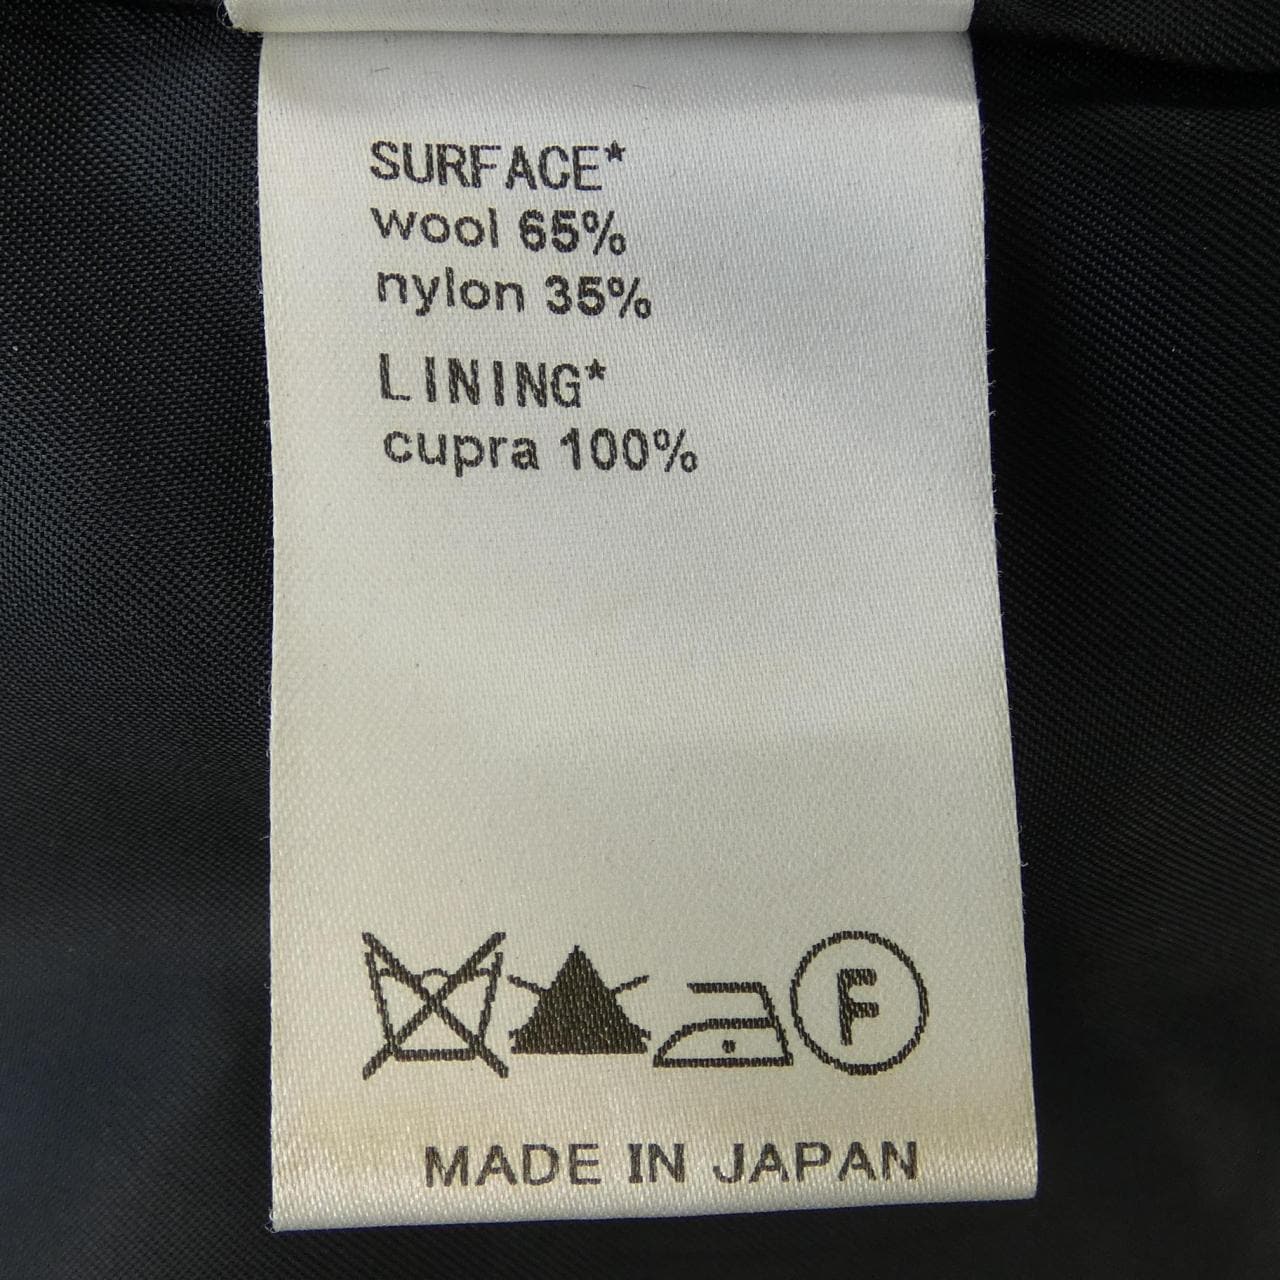 SURFACE*
wool 65%
nylon 35%
LINING*
cupra 100%
F
MADE IN JAPAN